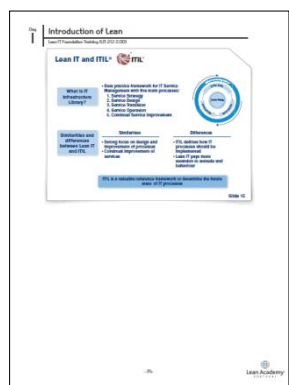 Day
1
Introduction of Lean
Lean IT Foundation Training
Lean IT and ITIL® ITIL®
What is IT Infrastructure Library?
• Best practice framework for IT Service Management with five main processes:
1. Service Strategy
2. Service Design
3. Service Transition
4. Service Operation
5. Continual Service Improvement
Similarities and differences between Lean IT and ITIL
Similarities
• Strong focus on design and improvement of processes
• Continual improvement of services
Differences
• ITIL defines how IT processes should be implemented
• Lean IT pays more attention to attitude and behaviour
ITIL is a valuable reference framework to determine the future state of IT processes
Slide 15
Lean Academy